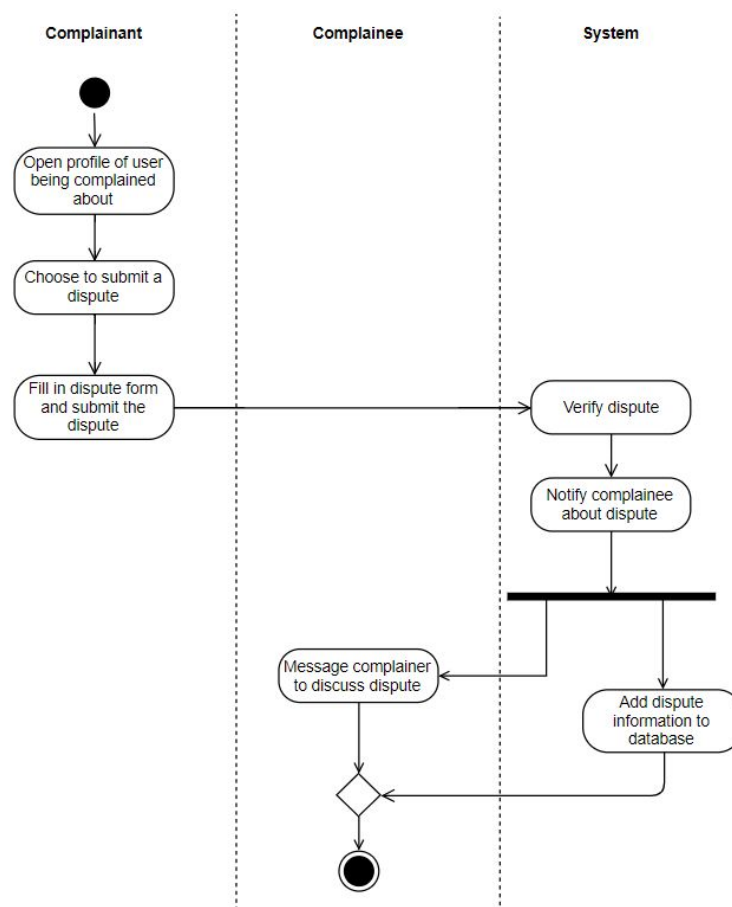 Complainant
Complainee
System
Open profile of user
being complained
about
Choose to submit a
dispute
Fill in dispute form
and submit the
dispute
Verify dispute
Notify complainee
about dispute
Message complainer
to discuss dispute
Add dispute
information to
database